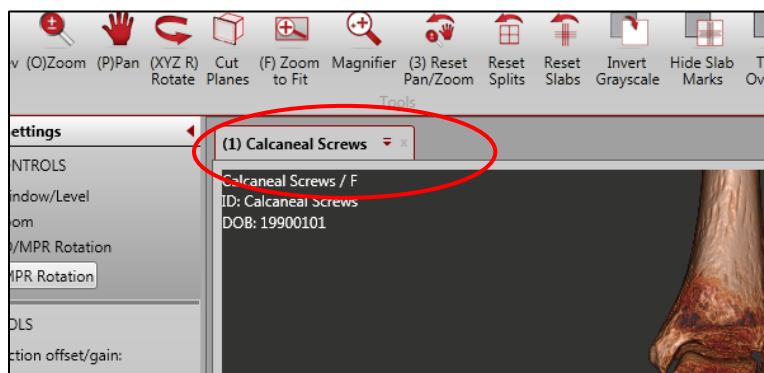 (O)Zoom (P)Pan (XYZ R) Cut (F) Zoom Magnifier (3) Reset Reset Reset Invert Hide Slab
Rotate Planes to Fit Pan/Zoom Splits Slabs Grayscale Marks
Tools
ettings
(1) Calcaneal Screws x
NTROLS
Calcaneal Screws / F
indow/Level
ID: Calcaneal Screws
oom
DOB: 19900101
/MPR Rotation
MPR Rotation
OLS
ction offset/gain: